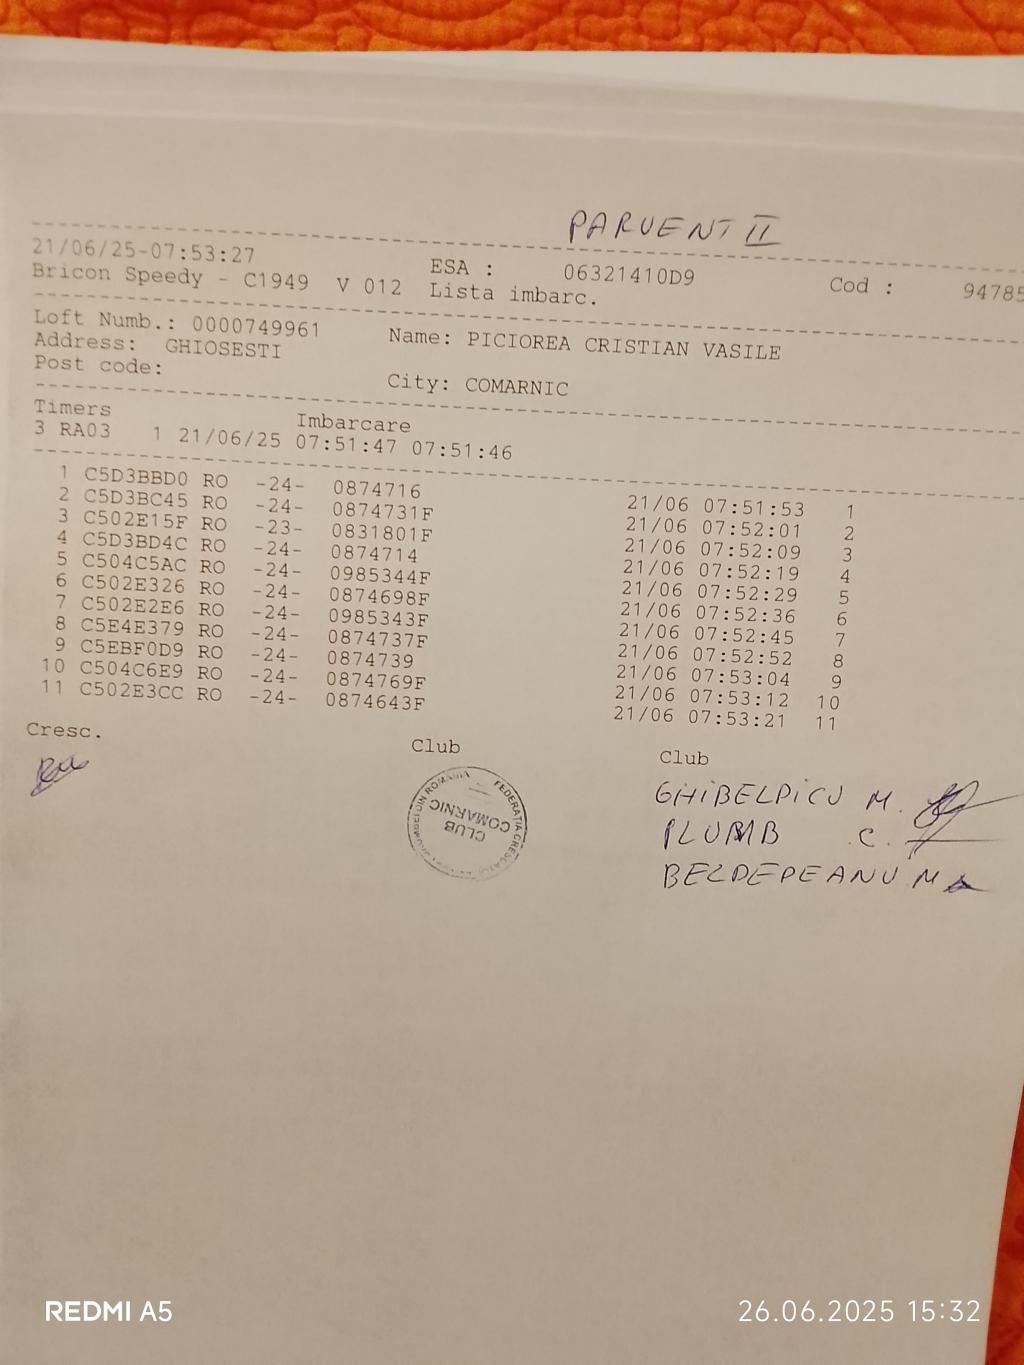 PARVENT II
21/06/25-07:53:27 ESA : 06321410D9 Cod : 94785
Bricon Speedy - C1949 V 012 Lista imbarc.
Loft Numb.: 0000749961 Name: PICIOREA CRISTIAN VASILE
Address: GHIOSESTI
Post code: City: COMARNIC
Timers Imbarcare
3 RA03 1 21/06/25 07:51:47 07:51:46
1 C5D3BBD0 RO -24- 0874716 21/06 07:51:53 1
2 C5D3BC45 RO -24- 0874731F 21/06 07:52:01 2
3 C502E15F RO -23- 0831801F 21/06 07:52:09 3
4 C5D3BD4C RO -24- 0874714 21/06 07:52:19 4
5 C504C5AC RO -24- 0985344F 21/06 07:52:29 5
6 C502E326 RO -24- 0874698F 21/06 07:52:36 6
7 C502E2E6 RO -24- 0985343F 21/06 07:52:45 7
8 C5E4E379 RO -24- 0874737F 21/06 07:52:52 8
9 C5EBF0D9 RO -24- 0874739 21/06 07:53:04 9
10 C504C6E9 RO -24- 0874769F 21/06 07:53:12 10
11 C502E3CC RO -24- 0874643F 21/06 07:53:21 11
Cresc. Club Club
FEDERATIA DIN ROMANIA
CLUB
COMARNIC
GHIBELDICU M.
PLUMB C.
BELDEPEANU M
REDMI A5 26.06.2025 15:32